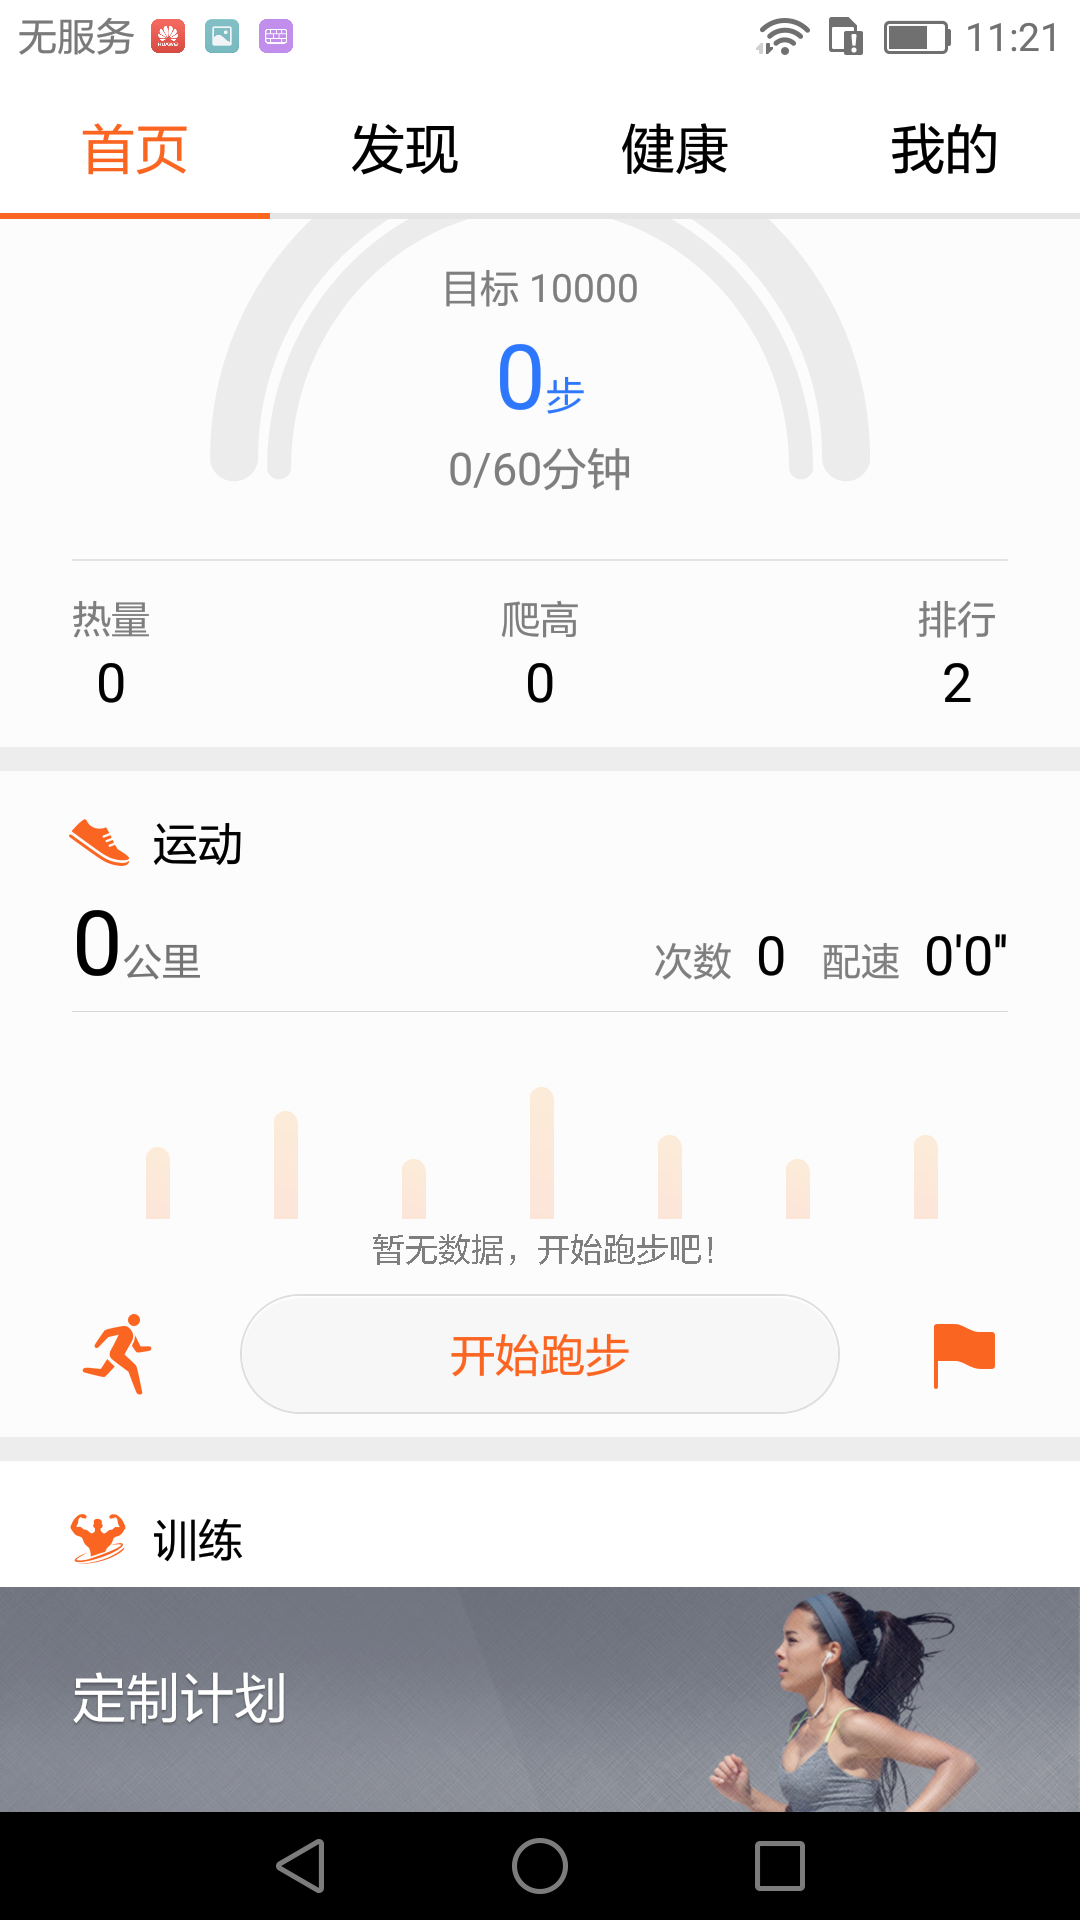 无服务 HUAWEI 11:21
首页 发现 健康 我的
目标 10000
0步
0/60分钟
热量 爬高 排行
0 0 2
运动
0公里 次数 0 配速 0'0"
暂无数据，开始跑步吧！
开始跑步
训练
定制计划